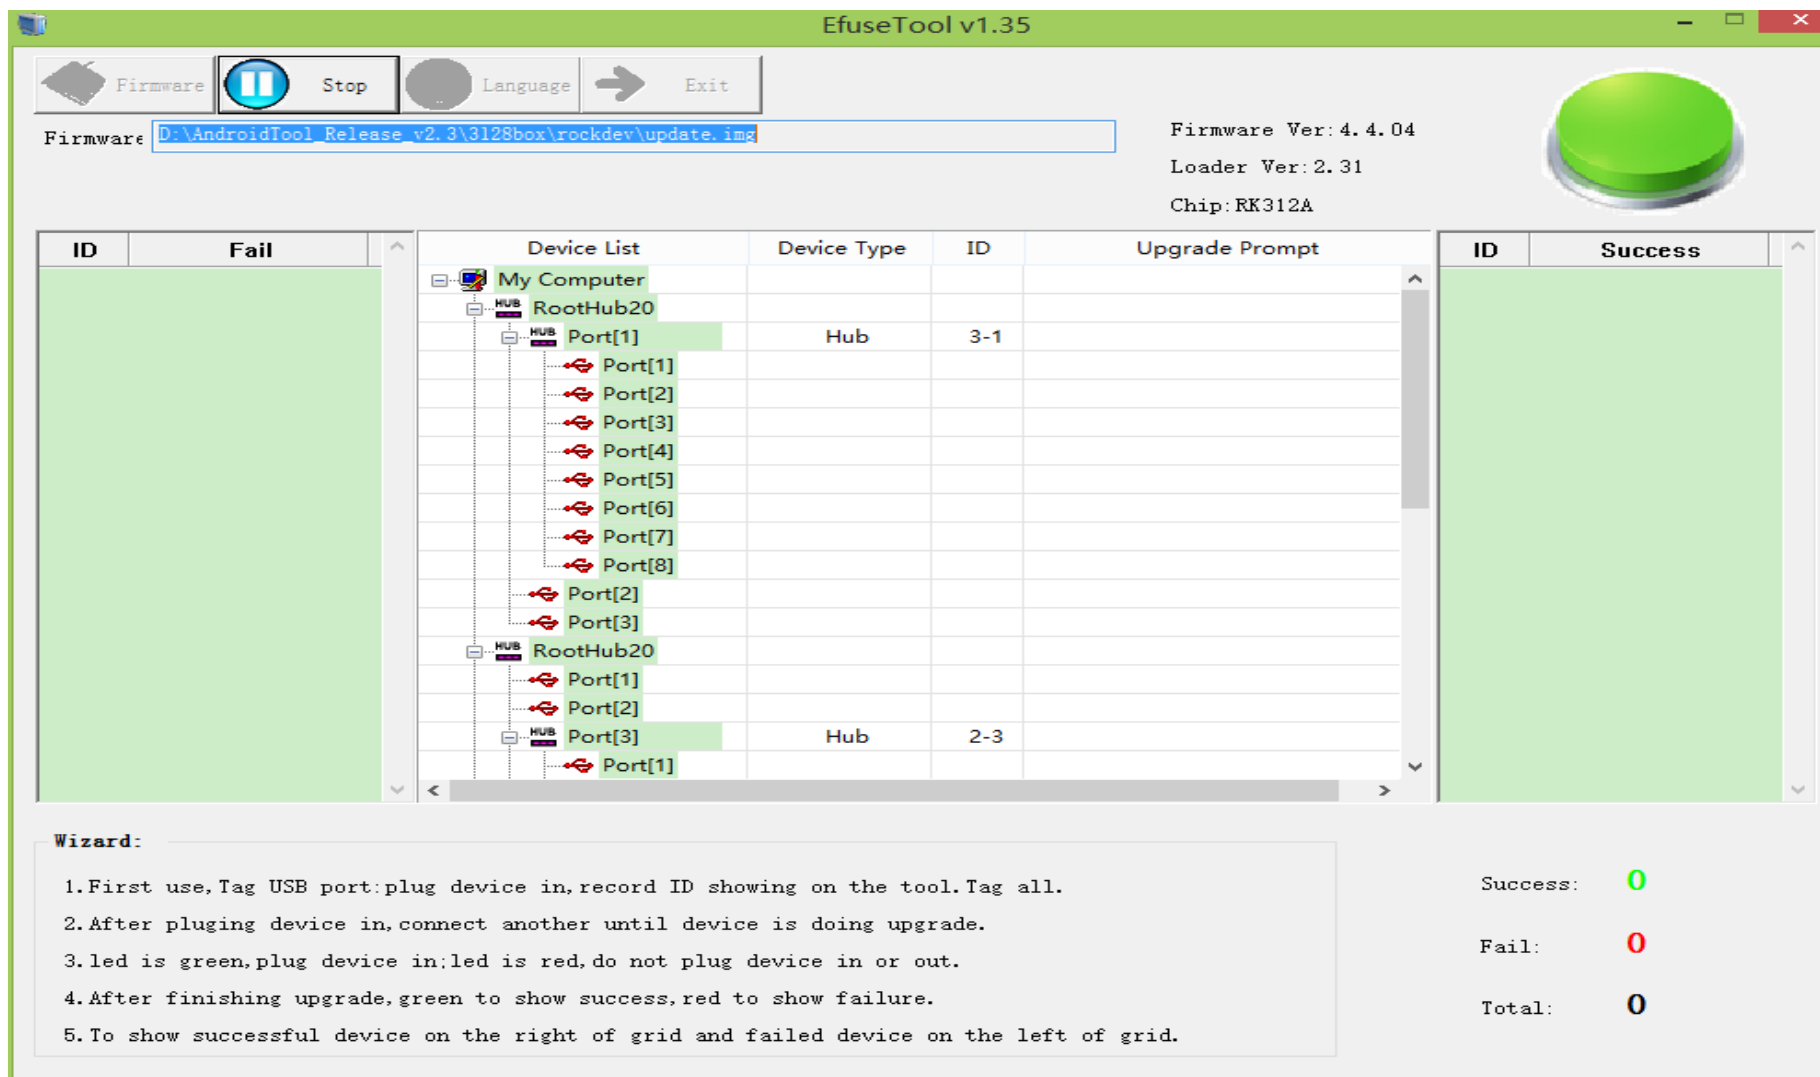 EfuseTool v1.35
Firmware Stop Language Exit
Firmware D:\AndroidTool_Release_v2.3\3128box\rockdev\update.img
Firmware Ver:4.4.04
Loader Ver:2.31
Chip:RK312A
ID Fail
Device List Device Type ID Upgrade Prompt
ID Success
My Computer
HUB RootHub20
HUB Port[1] Hub 3-1
Port[1]
Port[2]
Port[3]
Port[4]
Port[5]
Port[6]
Port[7]
Port[8]
Port[2]
Port[3]
HUB RootHub20
Port[1]
Port[2]
HUB Port[3] Hub 2-3
Port[1]
Wizard:
1.First use,Tag USB port:plug device in,record ID showing on the tool.Tag all.
2.After pluging device in,connect another until device is doing upgrade.
3.led is green,plug device in;led is red,do not plug device in or out.
4.After finishing upgrade,green to show success,red to show failure.
5.To show successful device on the right of grid and failed device on the left of grid.
Success: 0
Fail: 0
Total: 0